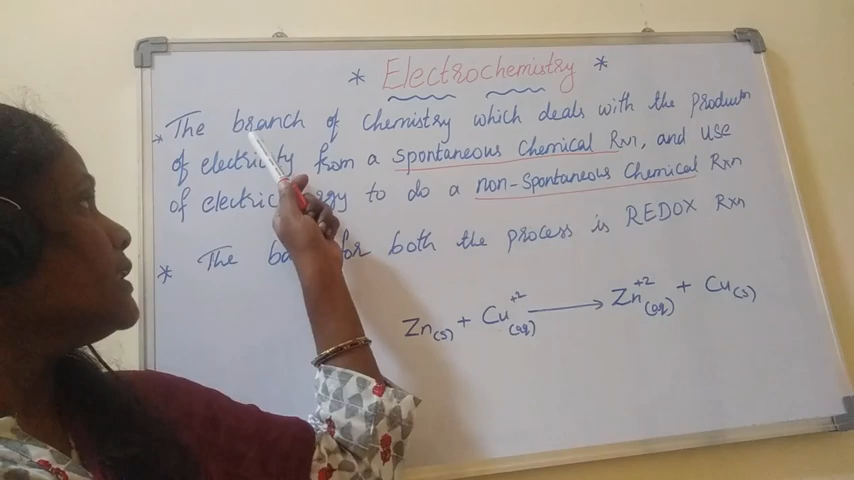 * Electrochemistry *
* The branch of Chemistry which deals with the production
of electricity from a spontaneous Chemical Rxn, and use
of electric to do a non-spontaneous Chemical Rxn
* The for both the process is REDOX Rxn
Zn(s) + Cu+2(aq) → Zn+2(aq) + Cu(s)